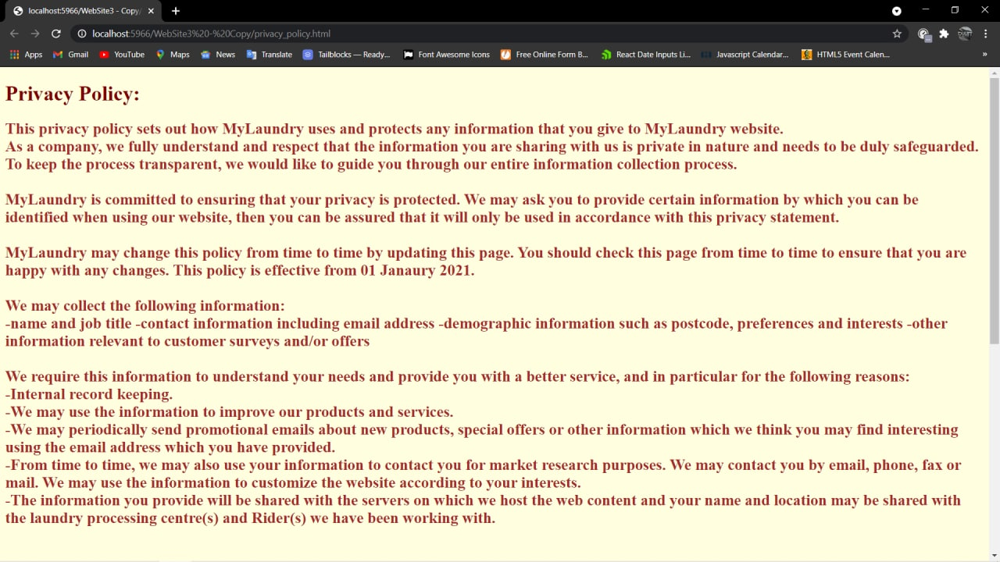 localhost:5966/WebSite3 - Copy/
localhost:5966/WebSite3%20-%20Copy/privacy_policy.html
Apps Gmail YouTube Maps News Translate Tailblocks — Ready... Font Awesome Icons Free Online Form B... React Date Inputs Li... Javascript Calendar... HTML5 Event Calen... »
Privacy Policy:
This privacy policy sets out how MyLaundry uses and protects any information that you give to MyLaundry website.
As a company, we fully understand and respect that the information you are sharing with us is private in nature and needs to be duly safeguarded.
To keep the process transparent, we would like to guide you through our entire information collection process.
MyLaundry is committed to ensuring that your privacy is protected. We may ask you to provide certain information by which you can be
identified when using our website, then you can be assured that it will only be used in accordance with this privacy statement.
MyLaundry may change this policy from time to time by updating this page. You should check this page from time to time to ensure that you are
happy with any changes. This policy is effective from 01 Janaury 2021.
We may collect the following information:
-name and job title -contact information including email address -demographic information such as postcode, preferences and interests -other
information relevant to customer surveys and/or offers
We require this information to understand your needs and provide you with a better service, and in particular for the following reasons:
-Internal record keeping.
-We may use the information to improve our products and services.
-We may periodically send promotional emails about new products, special offers or other information which we think you may find interesting
using the email address which you have provided.
-From time to time, we may also use your information to contact you for market research purposes. We may contact you by email, phone, fax or
mail. We may use the information to customize the website according to your interests.
-The information you provide will be shared with the servers on which we host the web content and your name and location may be shared with
the laundry processing centre(s) and Rider(s) we have been working with.